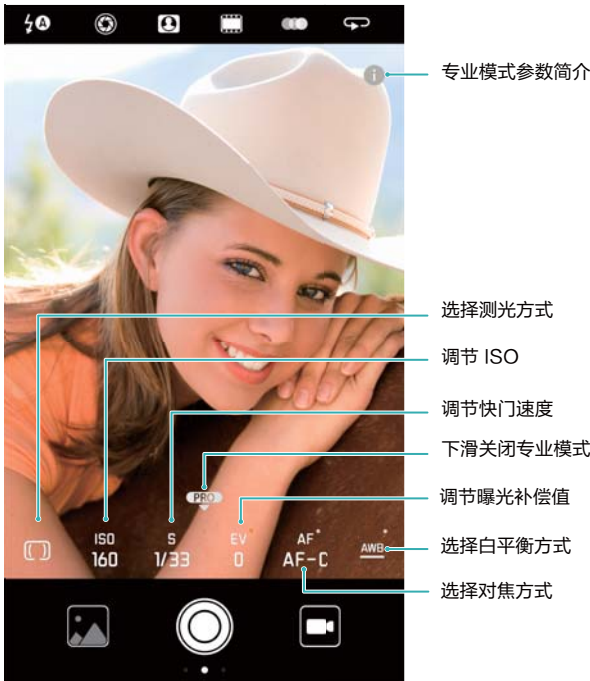 A
i
专业模式参数简介
选择测光方式
调节 ISO
调节快门速度
下滑关闭专业模式
PRO
调节曝光补偿值
ISO
S
EV
AF
AWB
选择白平衡方式
160
1/33
0
AF-C
选择对焦方式